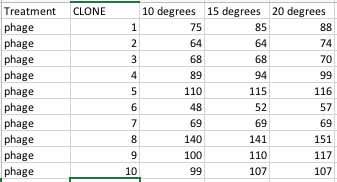 Treatment CLONE 10 degrees 15 degrees 20 degrees
phage 1 75 85 88
phage 2 64 64 74
phage 3 68 68 70
phage 4 89 94 99
phage 5 110 115 116
phage 6 48 52 57
phage 7 69 69 69
phage 8 140 141 151
phage 9 100 110 117
phage 10 99 107 107